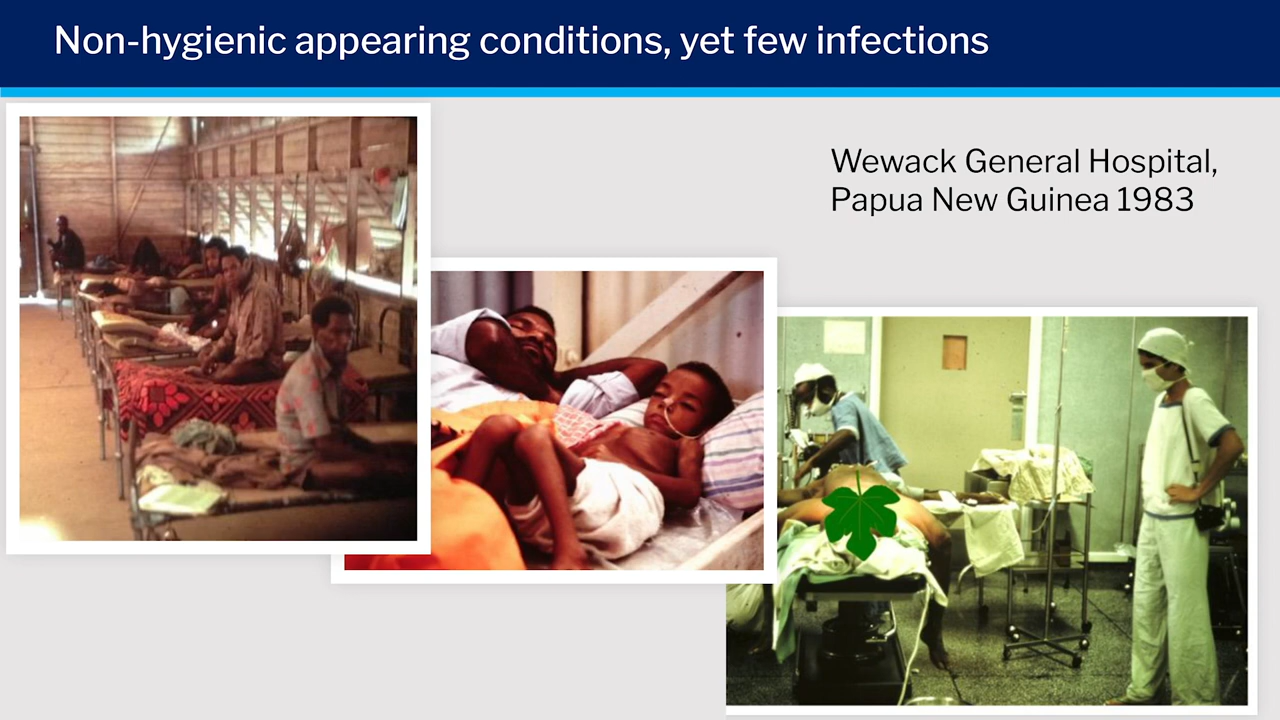 Non-hygienic appearing conditions, yet few infections
Wewack General Hospital,
Papua New Guinea 1983